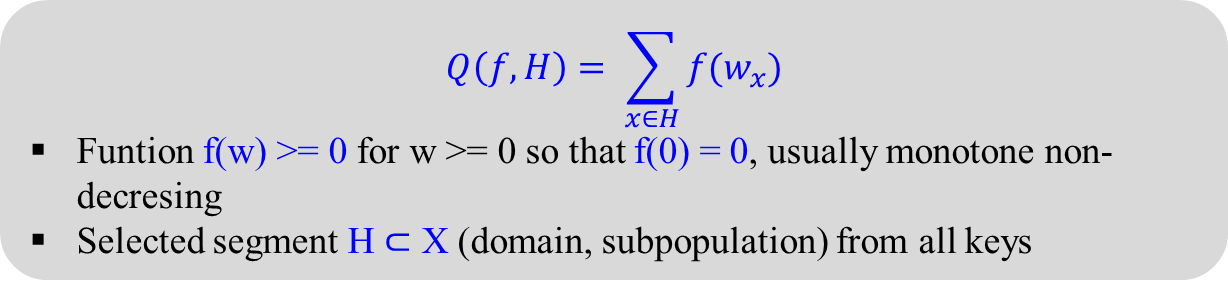 Q(f, H) = ∑ f(w_x)
x∈H
▪ Funtion f(w) >= 0 for w >= 0 so that f(0) = 0, usually monotone non-
decresing
▪ Selected segment H ⊂ X (domain, subpopulation) from all keys